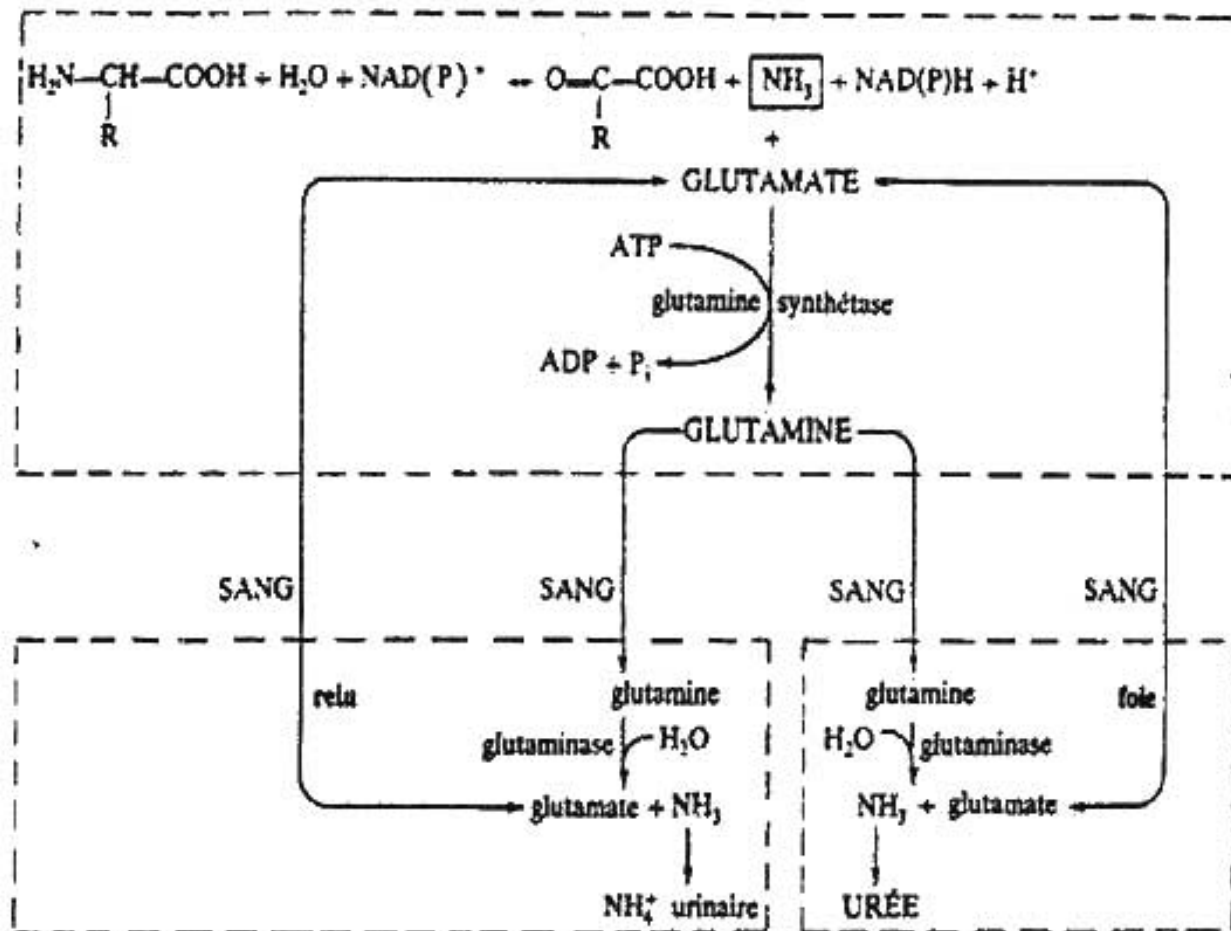 H₂N—CH—COOH + H₂O + NAD(P)⁺ ↔ O=C—COOH + NH₃ + NAD(P)H + H⁺
R R +
GLUTAMATE
ATP
glutamine synthétase
ADP + Pᵢ
GLUTAMINE
SANG SANG SANG SANG
rein glutamine glutamine foie
glutaminase H₂O H₂O glutaminase
glutamate + NH₃ NH₃ + glutamate
NH₄⁺ urinaire URÉE